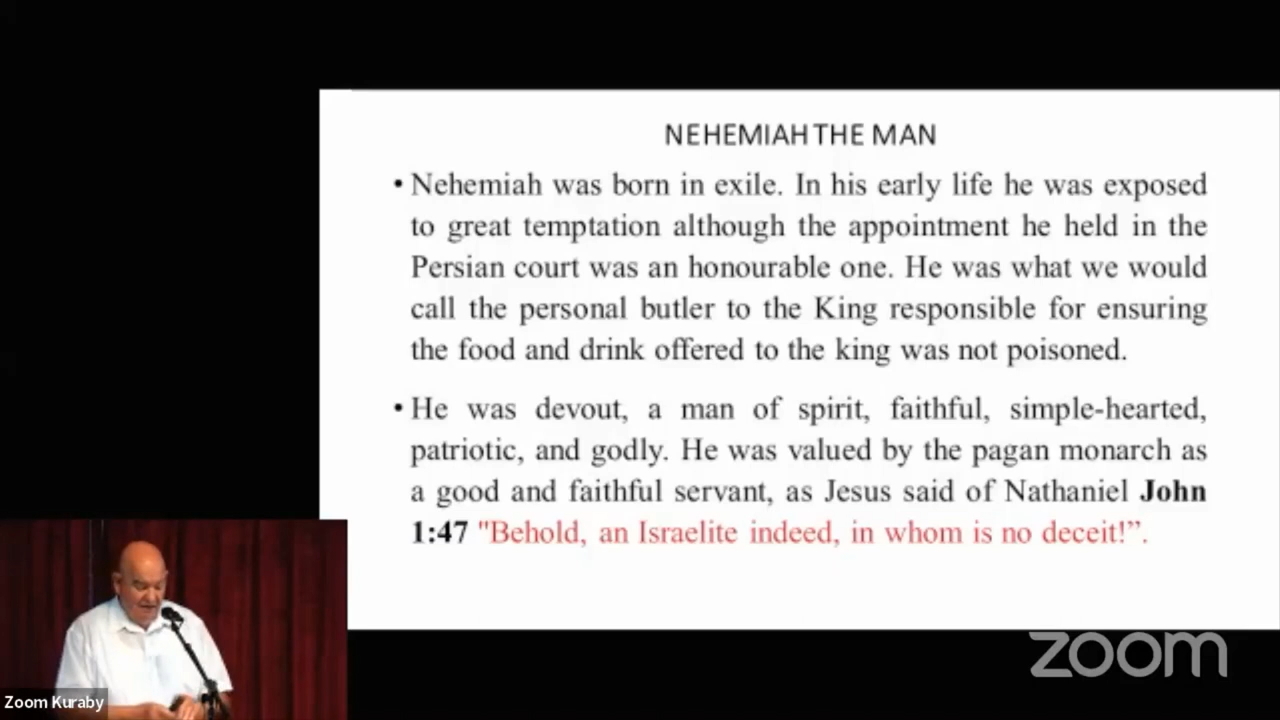 NEHEMIAH THE MAN
• Nehemiah was born in exile. In his early life he was exposed
to great temptation although the appointment he held in the
Persian court was an honourable one. He was what we would
call the personal butler to the King responsible for ensuring
the food and drink offered to the king was not poisoned.
• He was devout, a man of spirit, faithful, simple-hearted,
patriotic, and godly. He was valued by the pagan monarch as
a good and faithful servant, as Jesus said of Nathaniel John
1:47 "Behold, an Israelite indeed, in whom is no deceit!”.
zoom
Zoom Kuraby